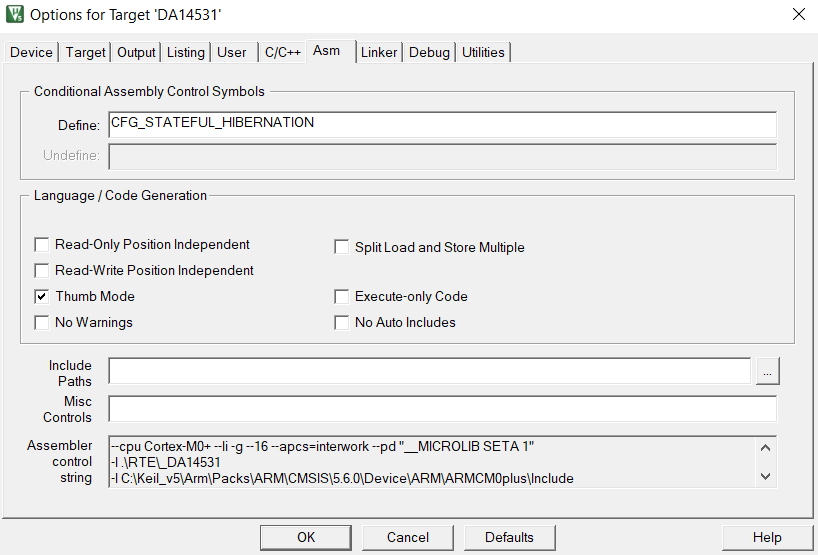 Options for Target 'DA14531'
Device Target Output Listing User C/C++ Asm Linker Debug Utilities
Conditional Assembly Control Symbols
Define: CFG_STATEFUL_HIBERNATION
Undefine:
Language / Code Generation
Read-Only Position Independent Split Load and Store Multiple
Read-Write Position Independent
Thumb Mode Execute-only Code
No Warnings No Auto Includes
Include
Paths
...
Misc
Controls
Assembler
control
string
--cpu Cortex-M0+ --li -g --16 --apcs=interwork --pd "__MICROLIB SETA 1"
-I .\RTE\_DA14531
-I C:\Keil_v5\Arm\Packs\ARM\CMSIS\5.6.0\Device\ARM\ARMCM0plus\Include
OK Cancel Defaults Help